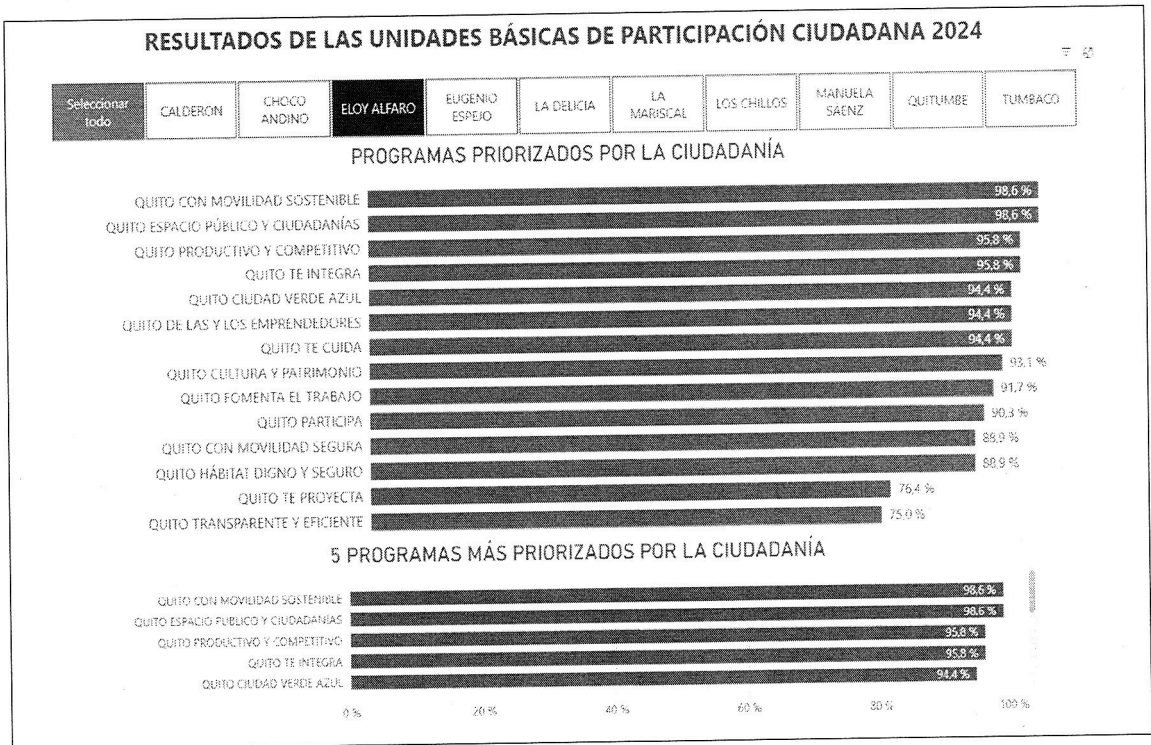 RESULTADOS DE LAS UNIDADES BÁSICAS DE PARTICIPACIÓN CIUDADANA 2024
Seleccionar todo
CALDERON
CHOCO ANDINO
ELOY ALFARO
EUGENIO ESPEJO
LA DELICIA
LA MARISCAL
LOS CHILLOS
MANUELA SAENZ
QUITUMBE
TUMBACO
PROGRAMAS PRIORIZADOS POR LA CIUDADANÍA
QUITO CON MOVILIDAD SOSTENIBLE 98,6 %
QUITO ESPACIO PÚBLICO Y CIUDADANÍAS 98,6 %
QUITO PRODUCTIVO Y COMPETITIVO 95,8 %
QUITO TE INTEGRA 95,8 %
QUITO CIUDAD VERDE AZUL 94,4 %
QUITO DE LAS Y LOS EMPRENDEDORES 94,4 %
QUITO TE CUIDA 94,4 %
QUITO CULTURA Y PATRIMONIO 93,1 %
QUITO FOMENTA EL TRABAJO 91,7 %
QUITO PARTICIPA 90,3 %
QUITO CON MOVILIDAD SEGURA 88,9 %
QUITO HÁBITAT DIGNO Y SEGURO 88,9 %
QUITO TE PROYECTA 76,4 %
QUITO TRANSPARENTE Y EFICIENTE 75,0 %
5 PROGRAMAS MÁS PRIORIZADOS POR LA CIUDADANÍA
QUITO CON MOVILIDAD SOSTENIBLE 98,6 %
QUITO ESPACIO PÚBLICO Y CIUDADANÍAS 98,6 %
QUITO PRODUCTIVO Y COMPETITIVO 95,8 %
QUITO TE INTEGRA 95,8 %
QUITO CIUDAD VERDE AZUL 94,4 %
0 % 20 % 40 % 60 % 80 % 100 %